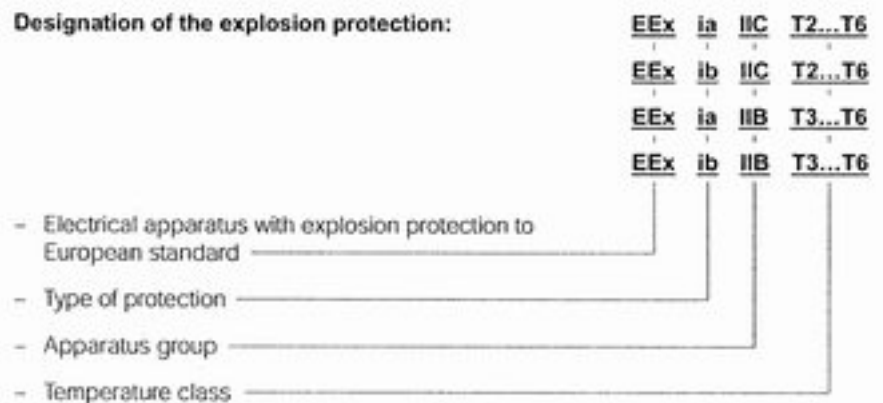 Designation of the explosion protection: EEx ia IIC T2...T6
EEx ib IIC T2...T6
EEx ia IIB T3...T6
EEx ib IIB T3...T6
– Electrical apparatus with explosion protection to
European standard
– Type of protection
– Apparatus group
– Temperature class